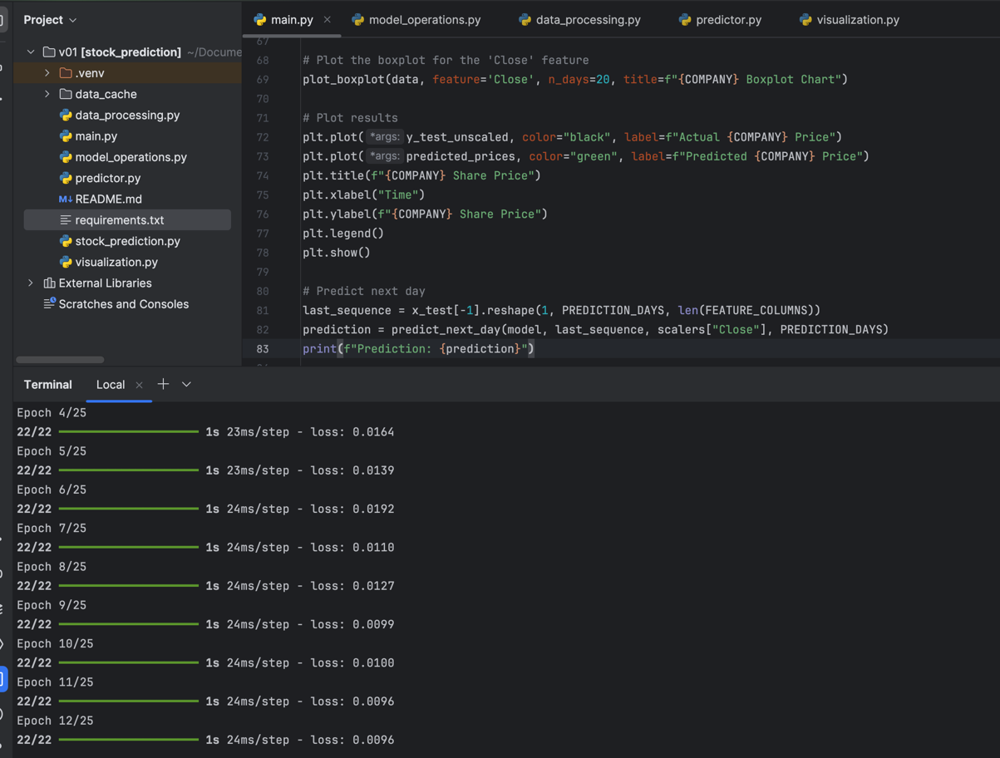 Project
main.py
model_operations.py
data_processing.py
predictor.py
visualization.py
v01 [stock_prediction] ~/Docume
.venv
data_cache
data_processing.py
main.py
model_operations.py
predictor.py
M↓ README.md
requirements.txt
stock_prediction.py
visualization.py
External Libraries
Scratches and Consoles
67
68 # Plot the boxplot for the 'Close' feature
69 plot_boxplot(data, feature='Close', n_days=20, title=f"{COMPANY} Boxplot Chart")
70
71 # Plot results
72 plt.plot( *args: y_test_unscaled, color="black", label=f"Actual {COMPANY} Price")
73 plt.plot( *args: predicted_prices, color="green", label=f"Predicted {COMPANY} Price")
74 plt.title(f"{COMPANY} Share Price")
75 plt.xlabel("Time")
76 plt.ylabel(f"{COMPANY} Share Price")
77 plt.legend()
78 plt.show()
79
80 # Predict next day
81 last_sequence = x_test[-1].reshape(1, PREDICTION_DAYS, len(FEATURE_COLUMNS))
82 prediction = predict_next_day(model, last_sequence, scalers["Close"], PREDICTION_DAYS)
83 print(f"Prediction: {prediction}")
Terminal Local
Epoch 4/25
22/22 1s 23ms/step - loss: 0.0164
Epoch 5/25
22/22 1s 23ms/step - loss: 0.0139
Epoch 6/25
22/22 1s 24ms/step - loss: 0.0192
Epoch 7/25
22/22 1s 24ms/step - loss: 0.0110
Epoch 8/25
22/22 1s 24ms/step - loss: 0.0127
Epoch 9/25
22/22 1s 24ms/step - loss: 0.0099
Epoch 10/25
22/22 1s 24ms/step - loss: 0.0100
Epoch 11/25
22/22 1s 24ms/step - loss: 0.0096
Epoch 12/25
22/22 1s 24ms/step - loss: 0.0096